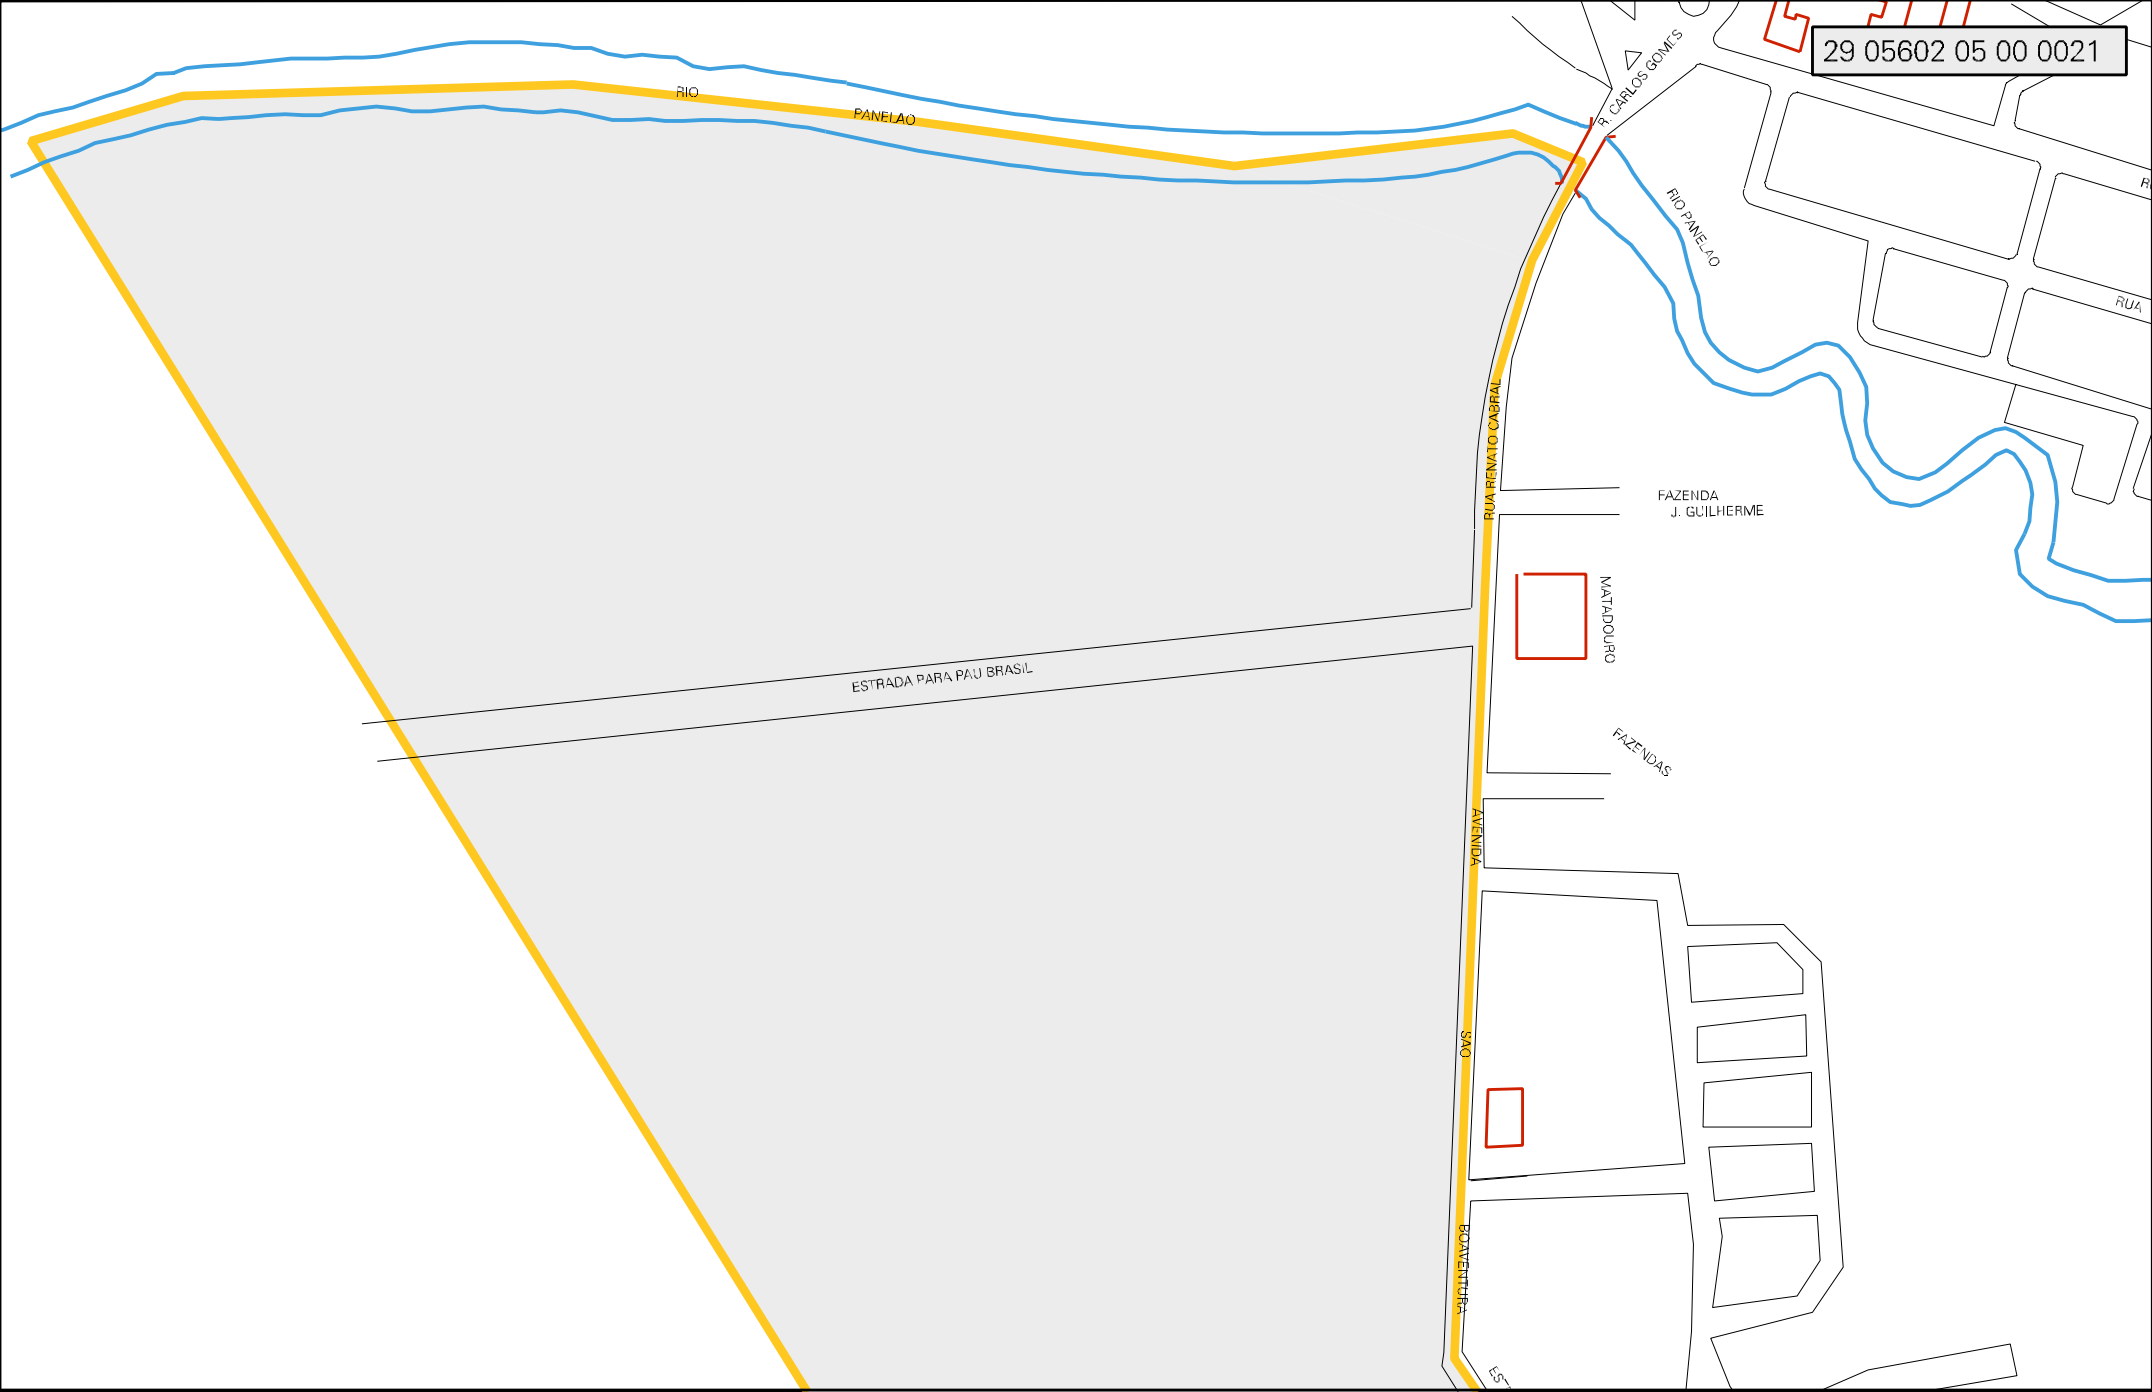 29 05602 05 00 0021
R. CARLOS GOMES
RIO
PANELAO
RIO PANELAO
RUA
RUA RENATO CABRAL
FAZENDA
J. GUILHERME
MATADOURO
ESTRADA PARA PAU BRASIL
FAZENDAS
AVENIDA
SAO
BOAVENTURA